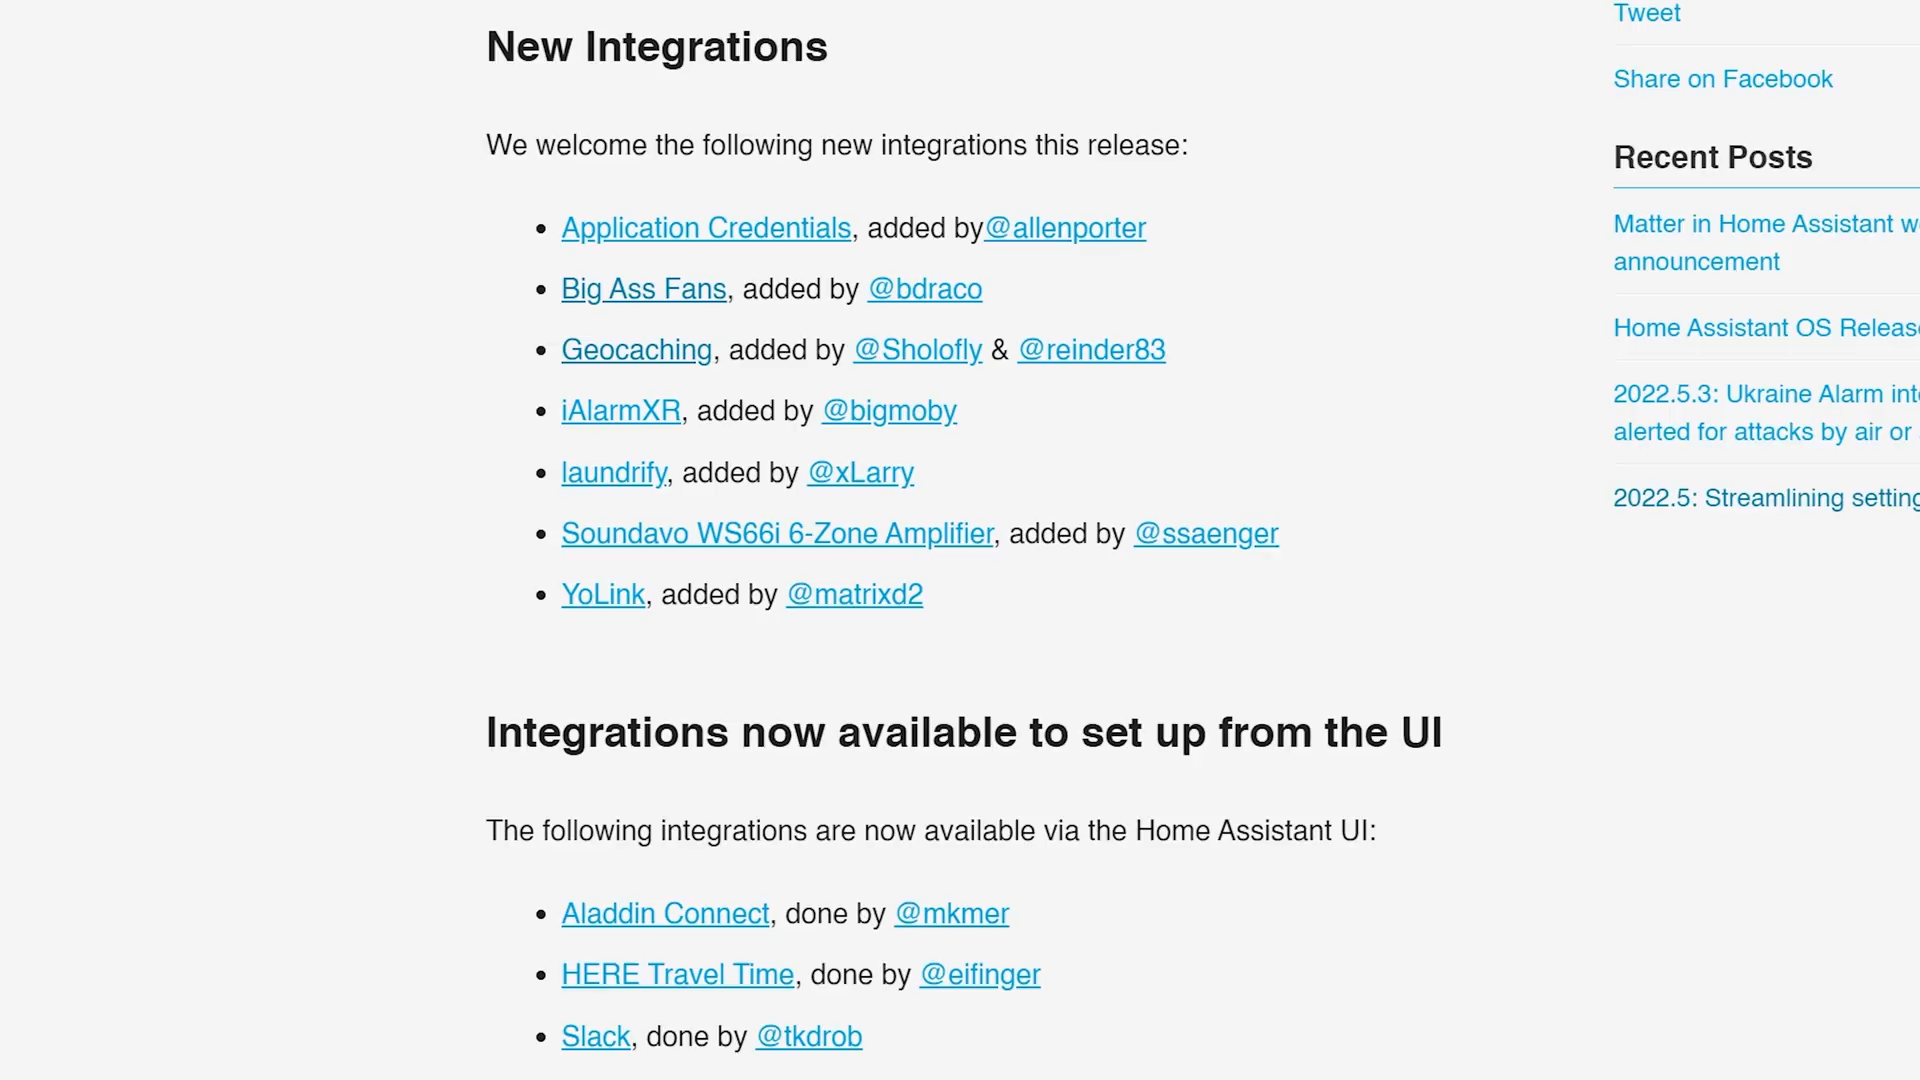 New Integrations
We welcome the following new integrations this release:
Application Credentials, added by@allenporter
Big Ass Fans, added by @bdraco
Geocaching, added by @Sholofly & @reinder83
iAlarmXR, added by @bigmoby
laundrify, added by @xLarry
Soundavo WS66i 6-Zone Amplifier, added by @ssaenger
YoLink, added by @matrixd2
Integrations now available to set up from the UI
The following integrations are now available via the Home Assistant UI:
Aladdin Connect, done by @mkmer
HERE Travel Time, done by @eifinger
Slack, done by @tkdrob
Tweet
Share on Facebook
Recent Posts
Matter in Home Assistant
announcement
Home Assistant OS
2022.5.3: Ukraine Alarm
alerted for attacks by air or
2022.5: Streamlining